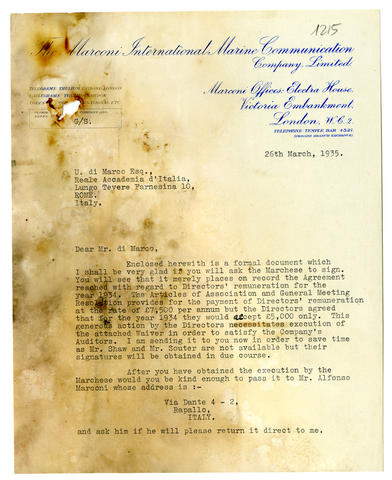 1215
The Marconi International Marine Communication
Company, Limited.
Marconi Offices: Electra House,
Victoria Embankment,
London, W.C.2.
TELEPHONE TEMPLE BAR 4321.
(PRIVATE BRANCH EXCHANGE)
G/S.
26th March, 1935.
U. di Marco Esq.,
Reale Accademia d'Italia,
Lungo Tevere Farnesina 10,
ROME.
Italy.
Dear Mr. di Marco,
Enclosed herewith is a formal document which
I shall be very glad if you will ask the Marchese to sign.
You will see that it merely places on record the Agreement
reached with regard to Directors' remuneration for the
year 1934. The Articles of Association and General Meeting
Resolution provides for the payment of Directors' remuneration
at the rate of £7,500 per annum but the Directors agreed
that for the year 1934 they would accept £5,000 only. This
generous action by the Directors necessitates execution of
the attached Waiver in order to satisfy the Company's
Auditors. I am sending it to you now in order to save time
as Mr. Shaw and Mr. Souter are not available but their
signatures will be obtained in due course.
After you have obtained the execution by the
Marchese would you be kind enough to pass it to Mr. Alfonso
Marconi whose address is :-
Via Dante 4 - 2,
Rapallo,
ITALY.
and ask him if he will please return it direct to me.